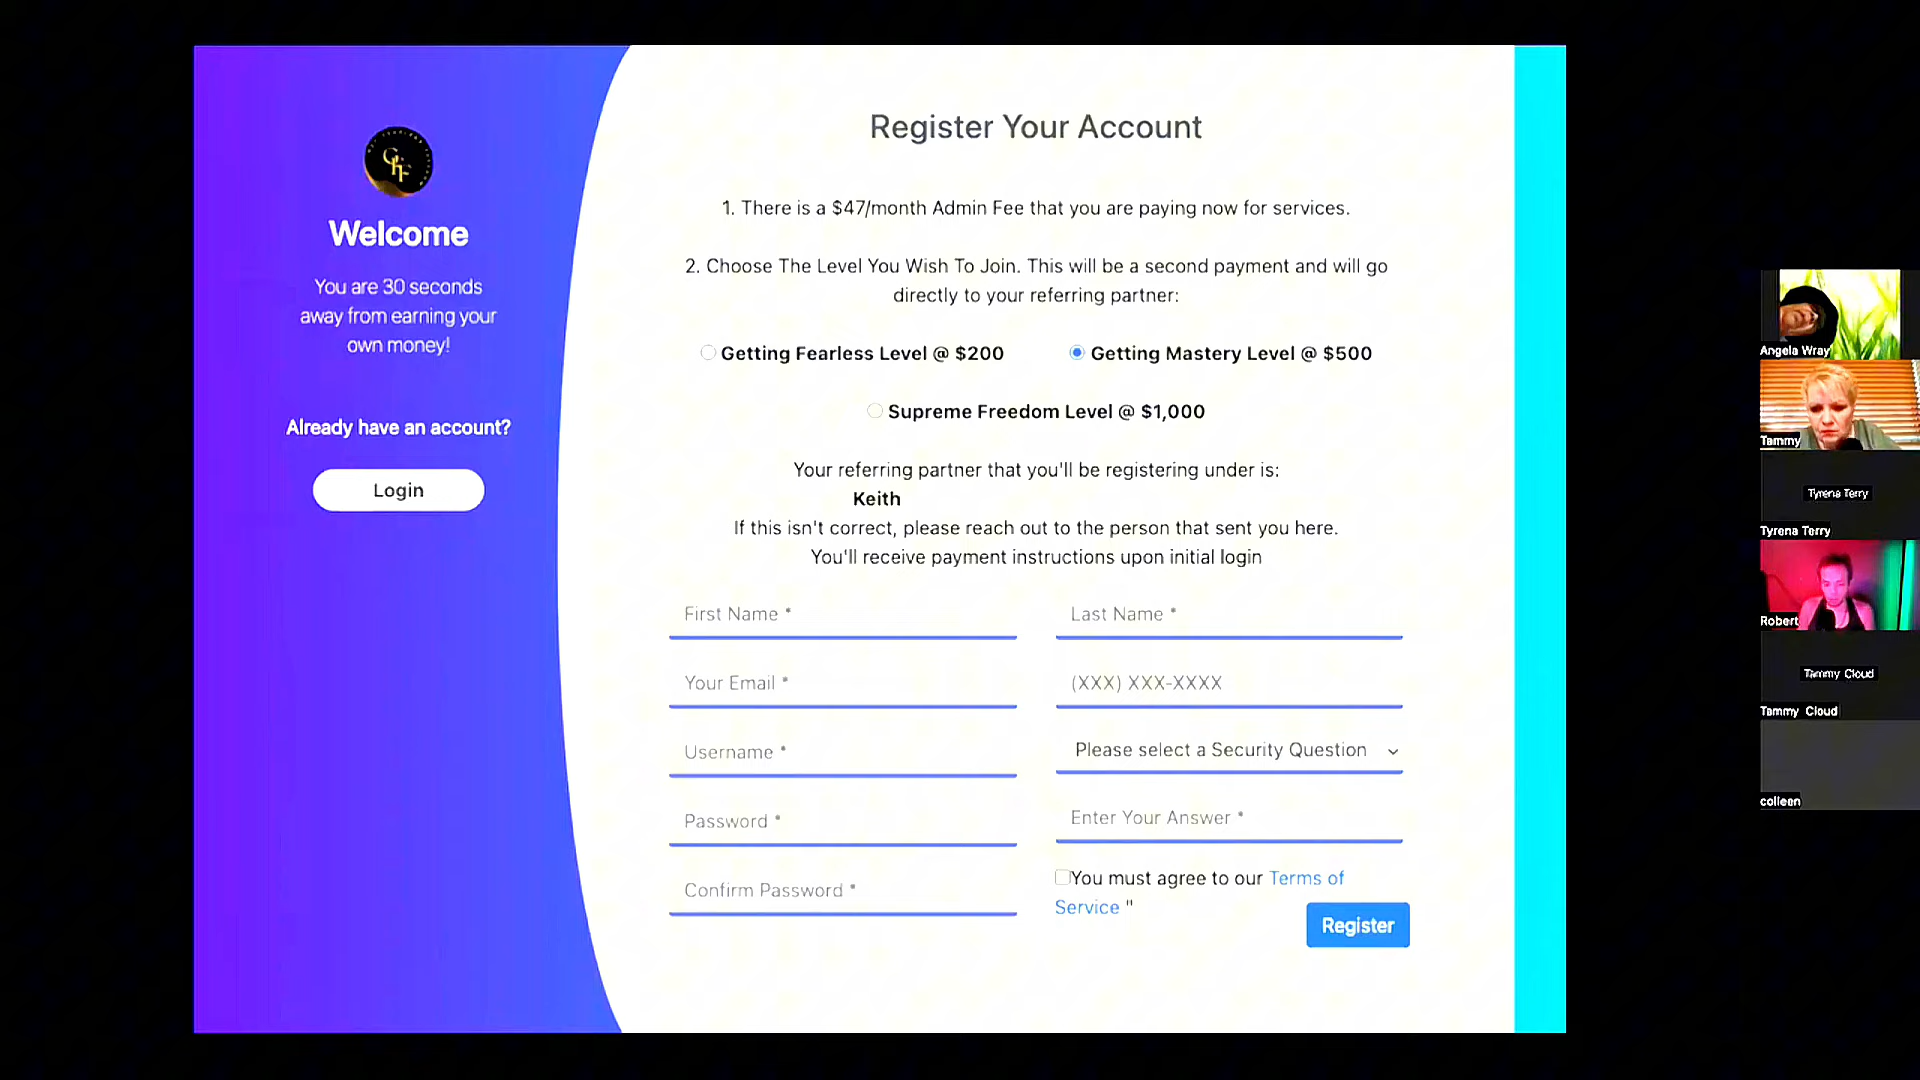 Register Your Account
1. There is a $47/month Admin Fee that you are paying now for services.
2. Choose The Level You Wish To Join. This will be a second payment and will go
directly to your referring partner:
Getting Fearless Level @ $200
Getting Mastery Level @ $500
Supreme Freedom Level @ $1,000
Your referring partner that you'll be registering under is:
Keith
If this isn't correct, please reach out to the person that sent you here.
You'll receive payment instructions upon initial login
First Name *
Last Name *
Your Email *
(XXX) XXX-XXXX
Username *
Please select a Security Question
Password *
Enter Your Answer *
Confirm Password *
You must agree to our Terms of
Service "
Register
GFF
Welcome
You are 30 seconds
away from earning your
own money!
Already have an account?
Login
Angela Wray
Tammy
Tyrena Terry
Tyrena Terry
Robert
Tammy Cloud
Tammy Cloud
colleen